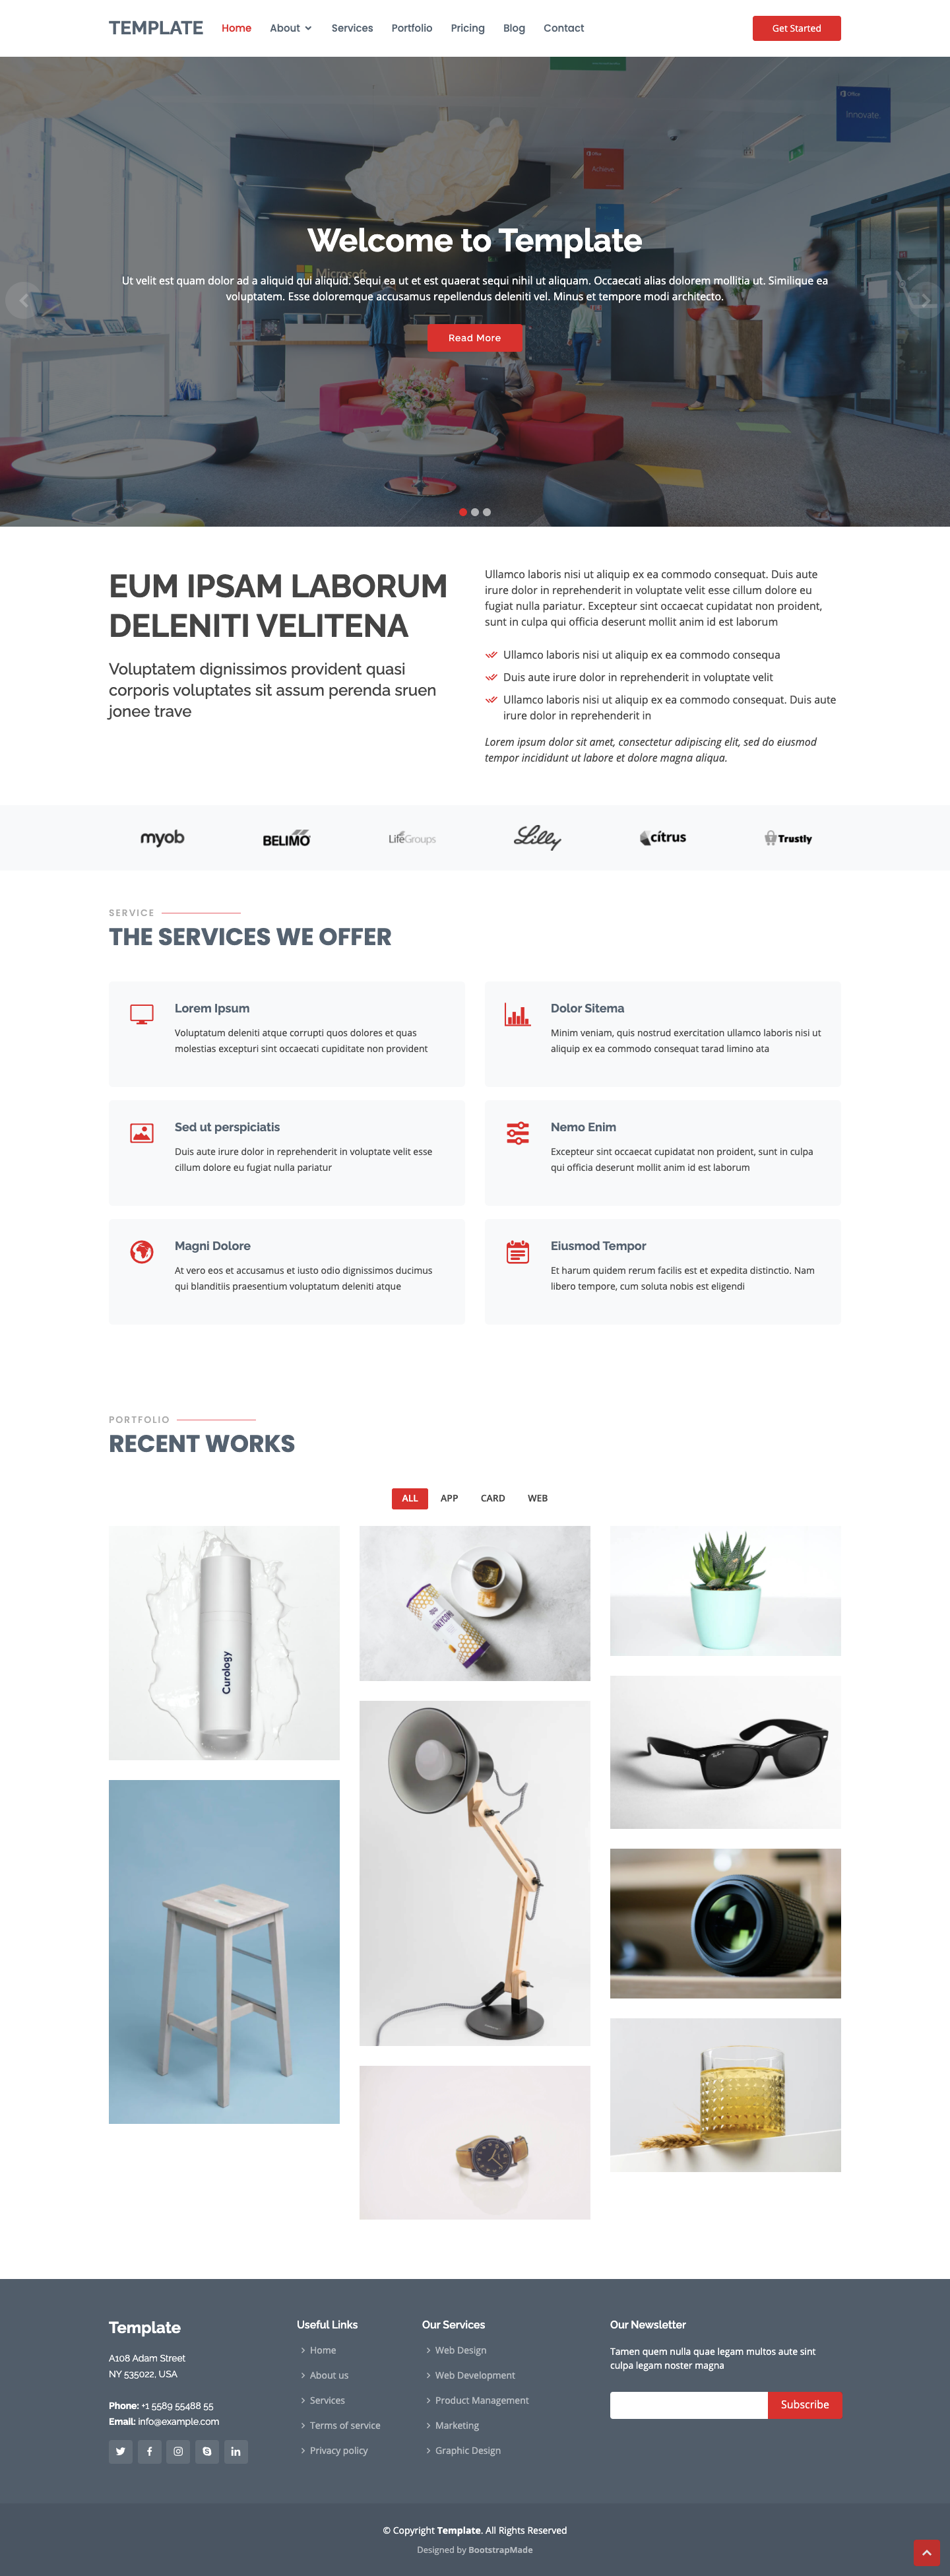 TEMPLATE
Home About Services Portfolio Pricing Blog Contact
Get Started
Office
Innovate
Office
Achieve
Microsoft
Welcome to Template
Ut velit est quam dolor ad a aliquid qui aliquid. Sequi ea ut et est quaerat sequi nihil ut aliquam. Occaecati alias dolorem mollitia ut. Similique ea
voluptatem. Esse doloremque accusamus repellendus deleniti vel. Minus et tempore modi architecto.
Read More
EUM IPSAM LABORUM
DELENITI VELITENA
Voluptatem dignissimos provident quasi
corporis voluptates sit assum perenda sruen
jonee trave
Ullamco laboris nisi ut aliquip ex ea commodo consequat. Duis aute
irure dolor in reprehenderit in voluptate velit esse cillum dolore eu
fugiat nulla pariatur. Excepteur sint occaecat cupidatat non proident,
sunt in culpa qui officia deserunt mollit anim id est laborum
Ullamco laboris nisi ut aliquip ex ea commodo consequa
Duis aute irure dolor in reprehenderit in voluptate velit
Ullamco laboris nisi ut aliquip ex ea commodo consequat. Duis aute
irure dolor in reprehenderit in
Lorem ipsum dolor sit amet, consectetur adipiscing elit, sed do eiusmod
tempor incididunt ut labore et dolore magna aliqua.
myob BELIMO LifeGroups Lilly citrus Trustly
SERVICE
THE SERVICES WE OFFER
Lorem Ipsum
Voluptatum deleniti atque corrupti quos dolores et quas
molestias excepturi sint occaecati cupiditate non provident
Dolor Sitema
Minim veniam, quis nostrud exercitation ullamco laboris nisi ut
aliquip ex ea commodo consequat tarad limino ata
Sed ut perspiciatis
Duis aute irure dolor in reprehenderit in voluptate velit esse
cillum dolore eu fugiat nulla pariatur
Nemo Enim
Excepteur sint occaecat cupidatat non proident, sunt in culpa
qui officia deserunt mollit anim id est laborum
Magni Dolore
At vero eos et accusamus et iusto odio dignissimos ducimus
qui blanditiis praesentium voluptatum deleniti atque
Eiusmod Tempor
Et harum quidem rerum facilis est et expedita distinctio. Nam
libero tempore, cum soluta nobis est eligendi
PORTFOLIO
RECENT WORKS
ALL APP CARD WEB
Curology
HONEYCOMB
Ray-Ban
Template
A108 Adam Street
NY 535022, USA
Phone: +1 5589 55488 55
Email: info@example.com
Useful Links
Home
About us
Services
Terms of service
Privacy policy
Our Services
Web Design
Web Development
Product Management
Marketing
Graphic Design
Our Newsletter
Tamen quem nulla quae legam multos aute sint
culpa legam noster magna
Subscribe
© Copyright Template. All Rights Reserved
Designed by BootstrapMade